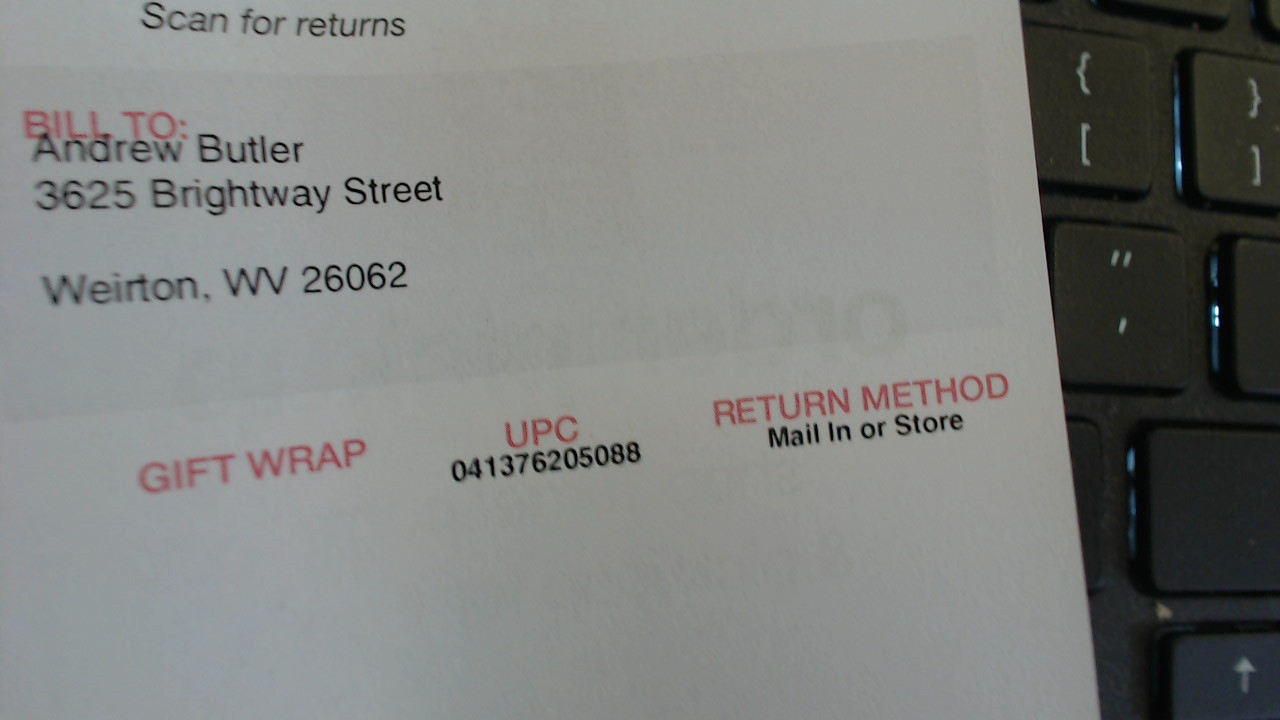 Scan for returns
BILL TO:
Andrew Butler
3625 Brightway Street
Weirton, WV 26062
GIFT WRAP
UPC
041376205088
RETURN METHOD
Mail In or Store
{
[
}
]
"
'
↑